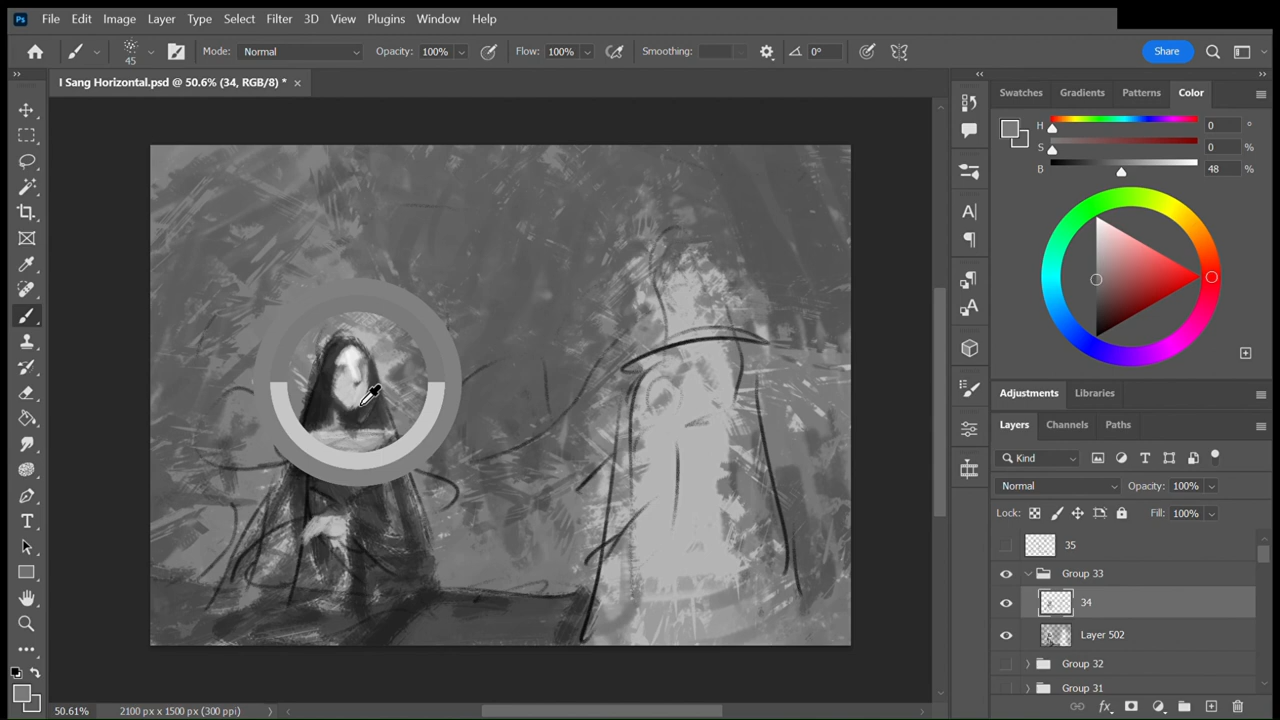 Ps File Edit Image Layer Type Select Filter 3D View Plugins Window Help
45 Mode: Normal Opacity: 100% Flow: 100% Smoothing: 0° Share
I Sang Horizontal.psd @ 50.6% (34, RGB/8) * ×
Swatches Gradients Patterns Color
H 0 °
S 0 %
B 48 %
Adjustments Libraries
Layers Channels Paths
Kind
Normal Opacity: 100%
Lock: Fill: 100%
35
Group 33
34
Layer 502
Group 32
Group 31
50.61% 2100 px x 1500 px (300 ppi)
fx